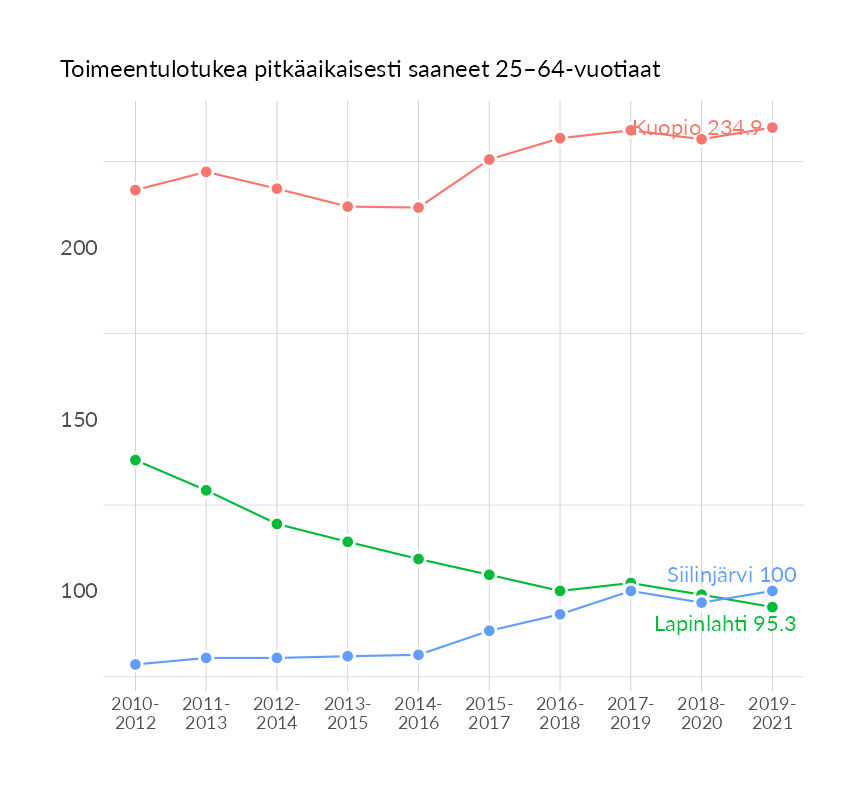 Toimeentulotukea pitkäaikaisesti saaneet 25–64-vuotiaat
Kuopio 234.9
200
150
100
Siilinjärvi 100
Lapinlahti 95.3
2010- 2011- 2012- 2013- 2014- 2015- 2016- 2017- 2018- 2019-
2012 2013 2014 2015 2016 2017 2018 2019 2020 2021